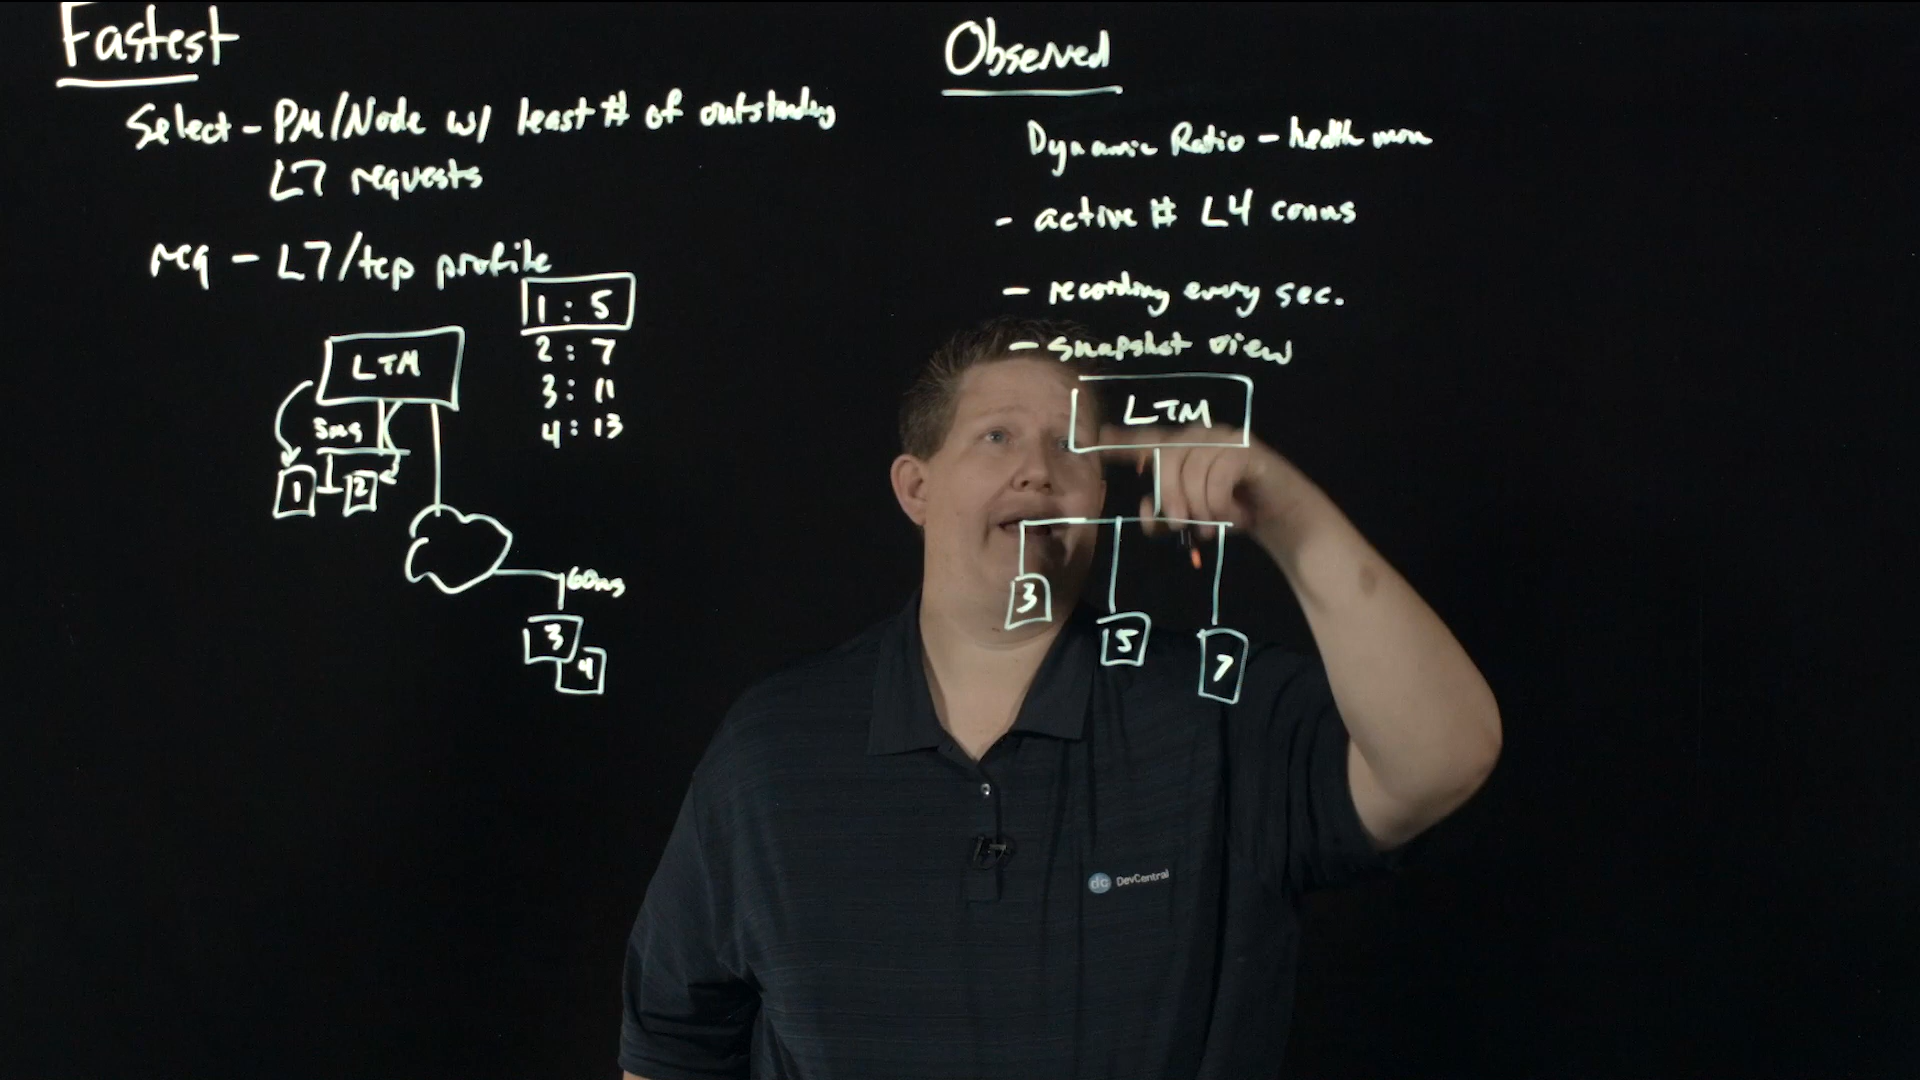 Fastest
Select - PM/Node w/ least # of outstanding
L7 requests
req - L7/tcp profile
1 : 5
2 : 7
3 : 11
4 : 13
LTM
5ms
1
2
60ms
3
4
Observed
Dynamic Ratio - health mon
- active # L4 conns
- recording every sec.
- snapshot view
LTM
3
5
7
dc DevCentral